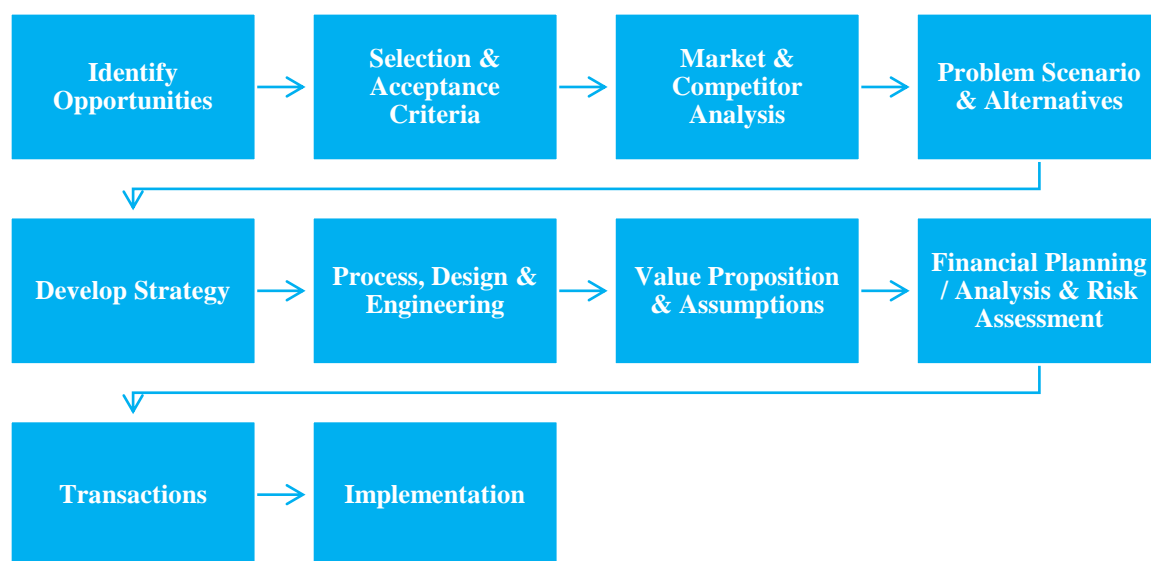 Identify
Opportunities
Selection &
Acceptance
Criteria
Market &
Competitor
Analysis
Problem Scenario
& Alternatives
Develop Strategy
Process, Design &
Engineering
Value Proposition
& Assumptions
Financial Planning
/ Analysis & Risk
Assessment
Transactions
Implementation